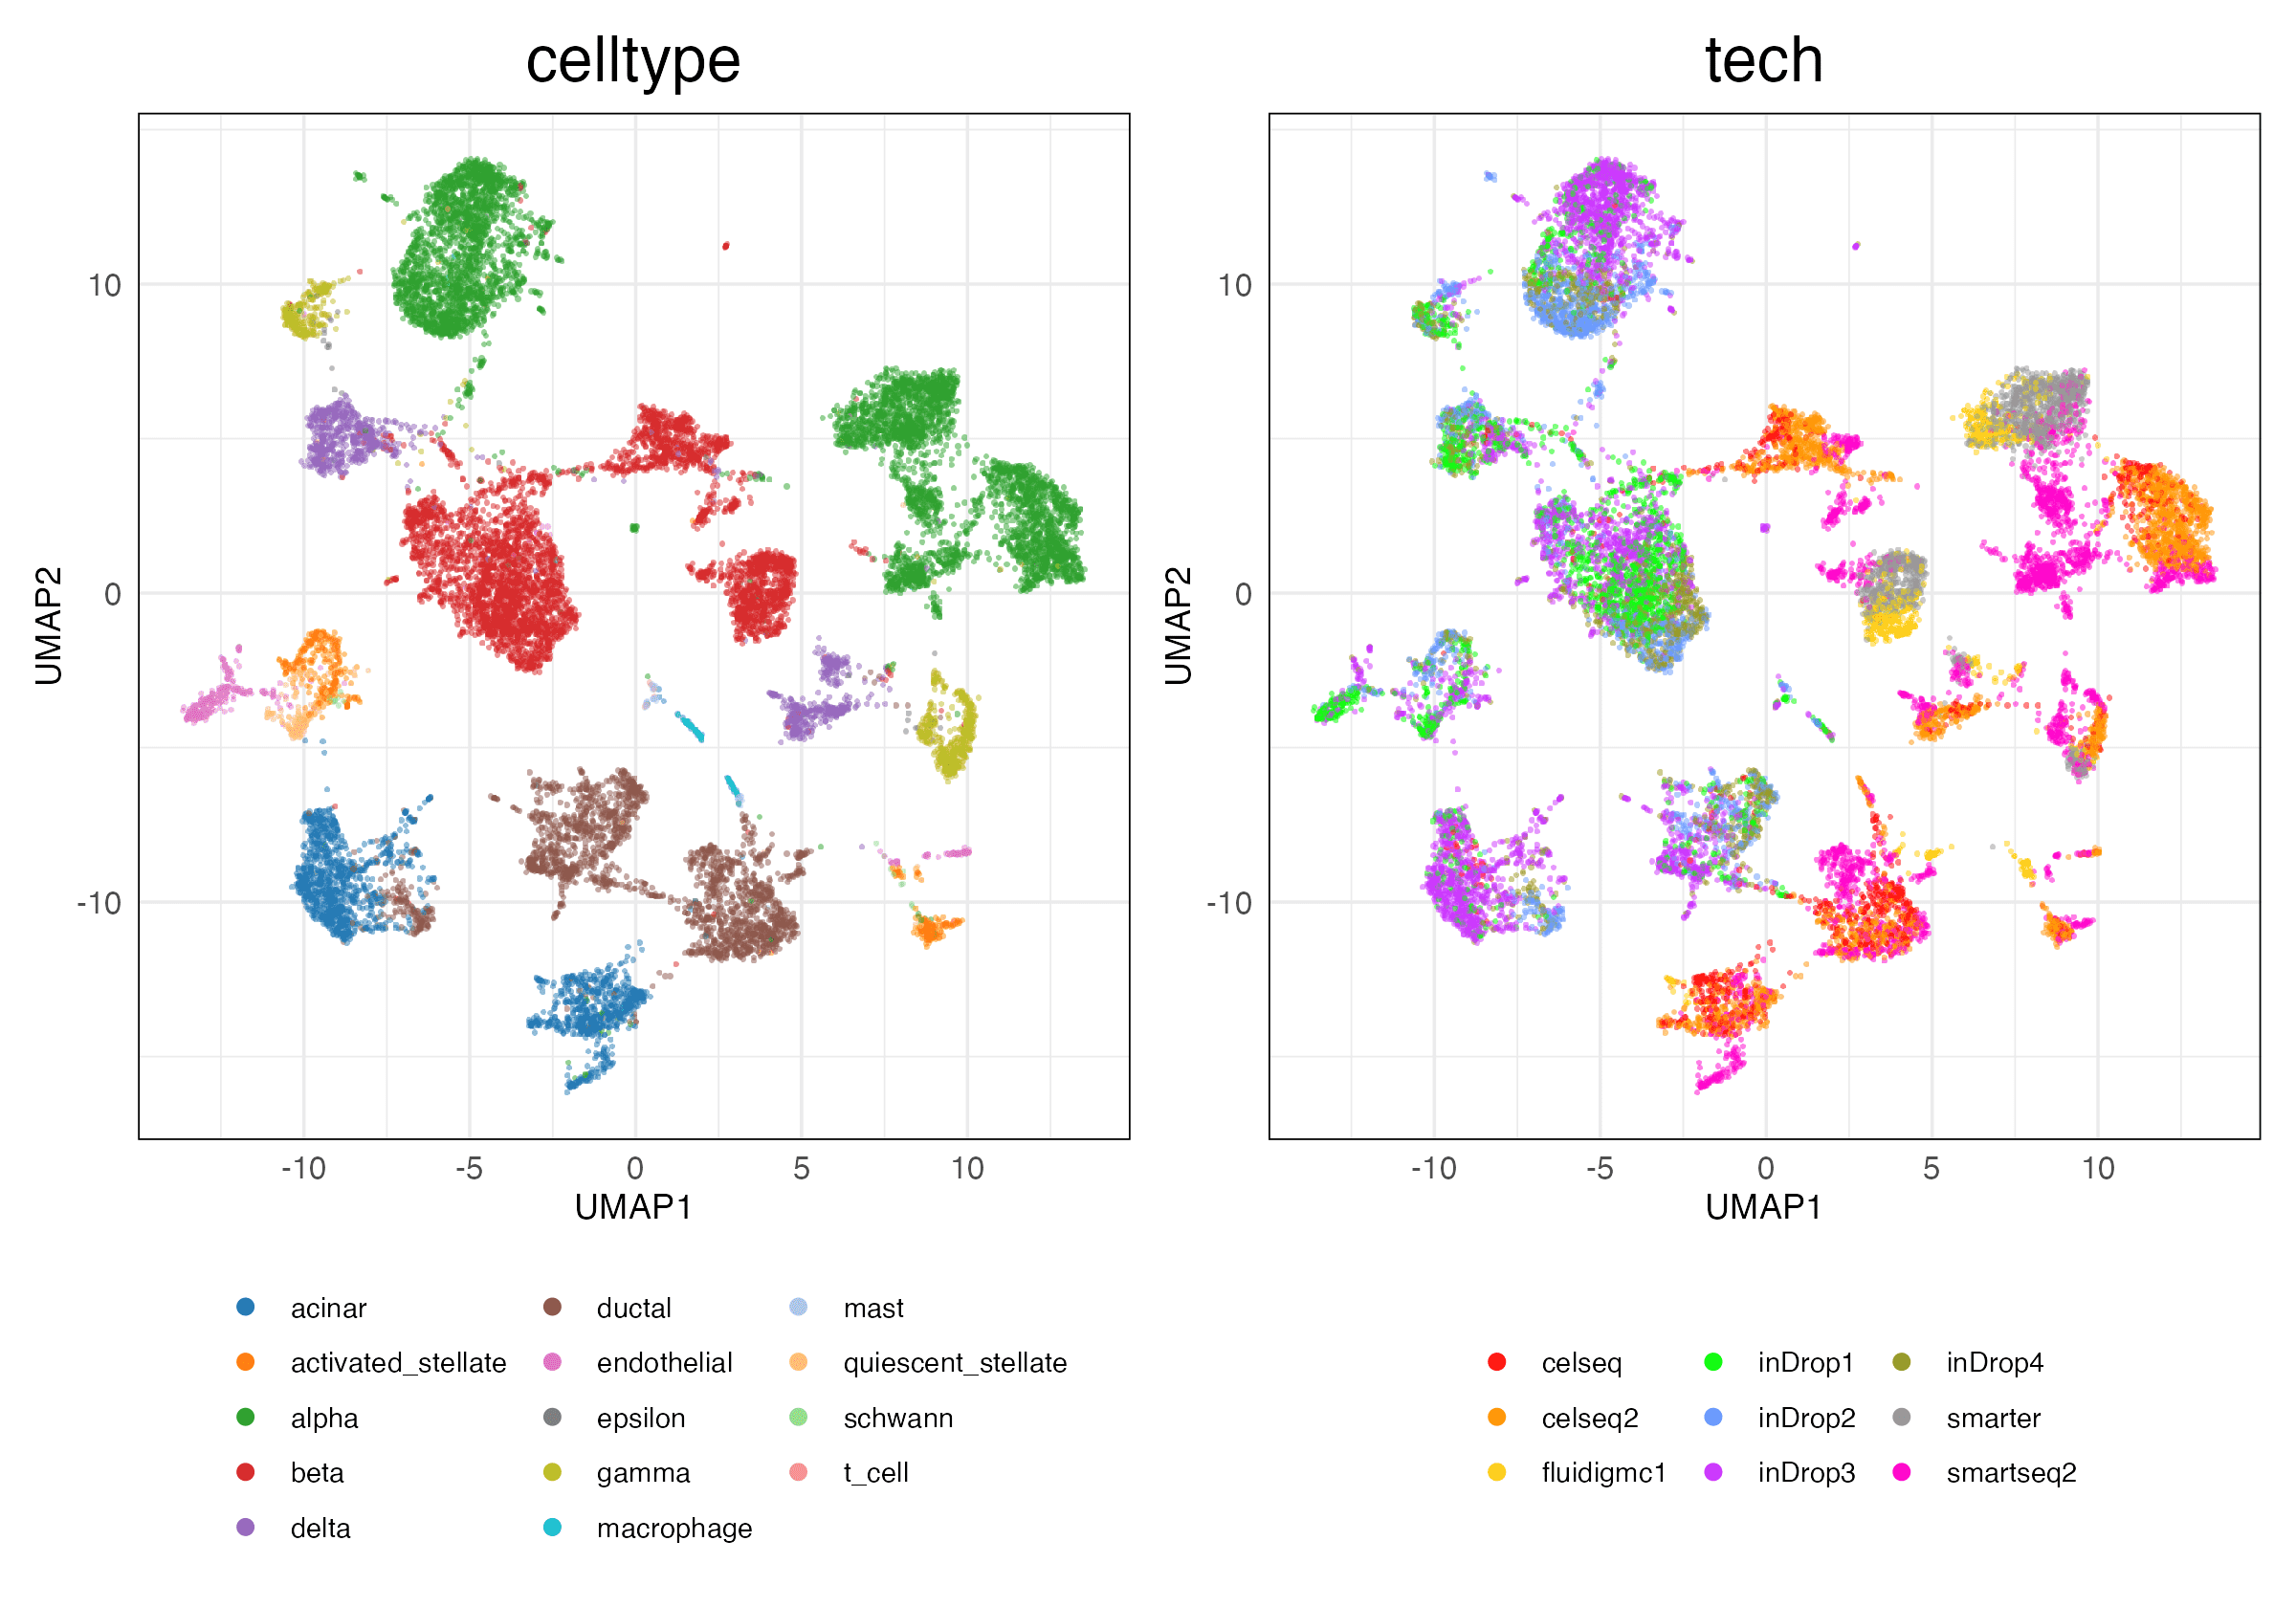 celltype
tech
10
0
-10
UMAP2
-10 -5 0 5 10
UMAP1
10
0
-10
UMAP2
-10 -5 0 5 10
UMAP1
acinar
activated_stellate
alpha
beta
delta
ductal
endothelial
epsilon
gamma
macrophage
mast
quiescent_stellate
schwann
t_cell
celseq
celseq2
fluidigmc1
inDrop1
inDrop2
inDrop3
inDrop4
smarter
smartseq2